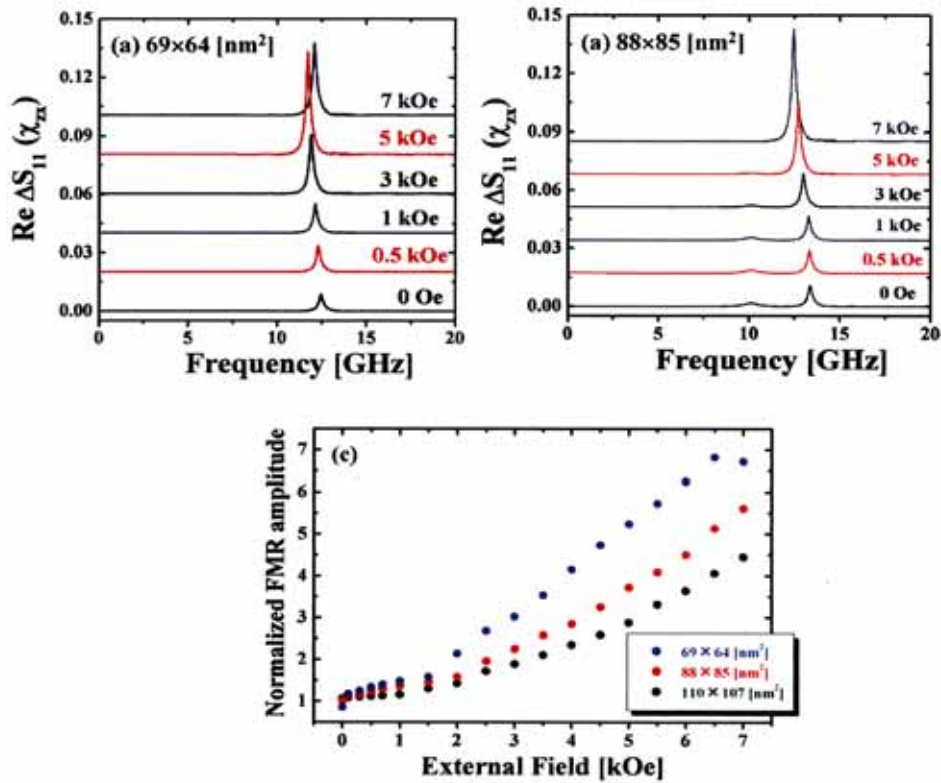 (a) 69×64 [nm²]
Re ΔS₁₁ (χzx)
0.15
0.12
0.09
0.06
0.03
0.00
7 kOe
5 kOe
3 kOe
1 kOe
0.5 kOe
0 Oe
0 5 10 15 20
Frequency [GHz]
(a) 88×85 [nm²]
Re ΔS₁₁ (χzx)
0.15
0.12
0.09
0.06
0.03
0.00
7 kOe
5 kOe
3 kOe
1 kOe
0.5 kOe
0 Oe
0 5 10 15 20
Frequency [GHz]
(c)
Normalized FMR amplitude
7
6
5
4
3
2
1
69 × 64 [nm²]
88 × 85 [nm²]
110 × 107 [nm²]
0 1 2 3 4 5 6 7
External Field [kOe]